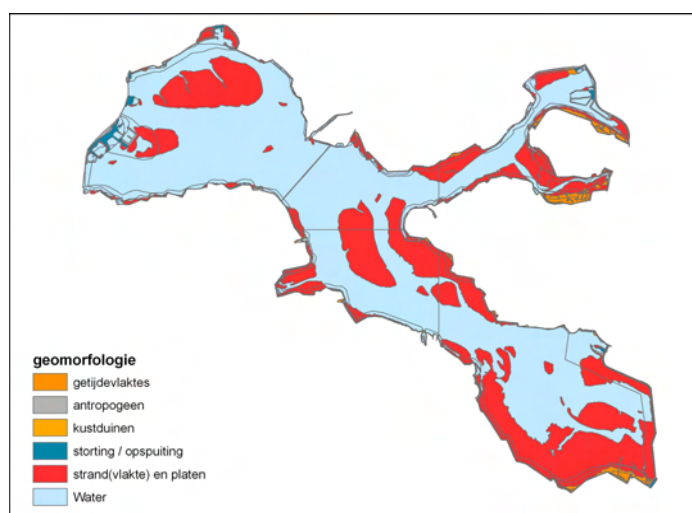 geomorfologie
getijdevlaktes
antropogeen
kustduinen
storting / opspuiting
strand(vlakte) en platen
Water